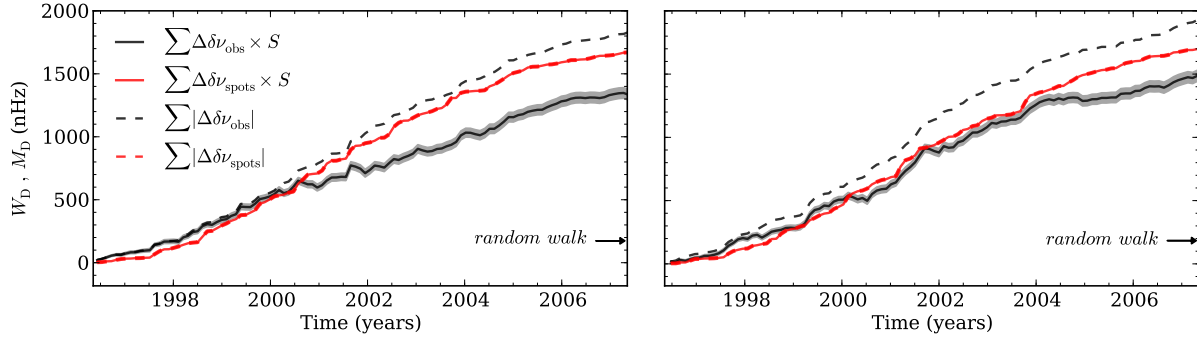 2000
1500
1000
500
0
W_D , M_D (nHz)
∑Δδν_obs × S
∑Δδν_spots × S
∑|Δδν_obs|
∑|Δδν_spots|
random walk
1998 2000 2002 2004 2006
Time (years)
random walk
1998 2000 2002 2004 2006
Time (years)